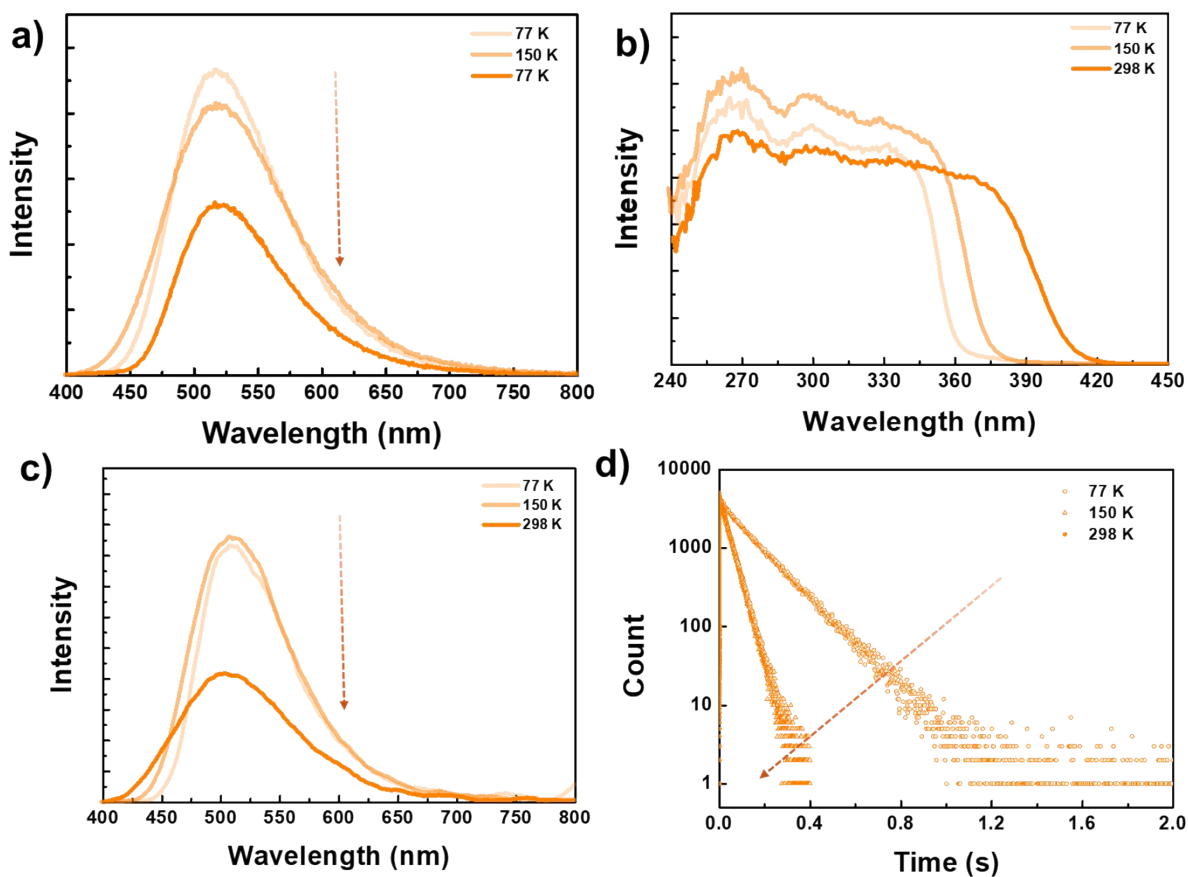 a)
77 K
150 K
77 K
Intensity
400 450 500 550 600 650 700 750 800
Wavelength (nm)
b)
77 K
150 K
298 K
Intensity
240 270 300 330 360 390 420 450
Wavelength (nm)
c)
77 K
150 K
298 K
Intensity
400 450 500 550 600 650 700 750 800
Wavelength (nm)
d)
10000
1000
100
10
1
77 K
150 K
298 K
Count
0.0 0.4 0.8 1.2 1.6 2.0
Time (s)